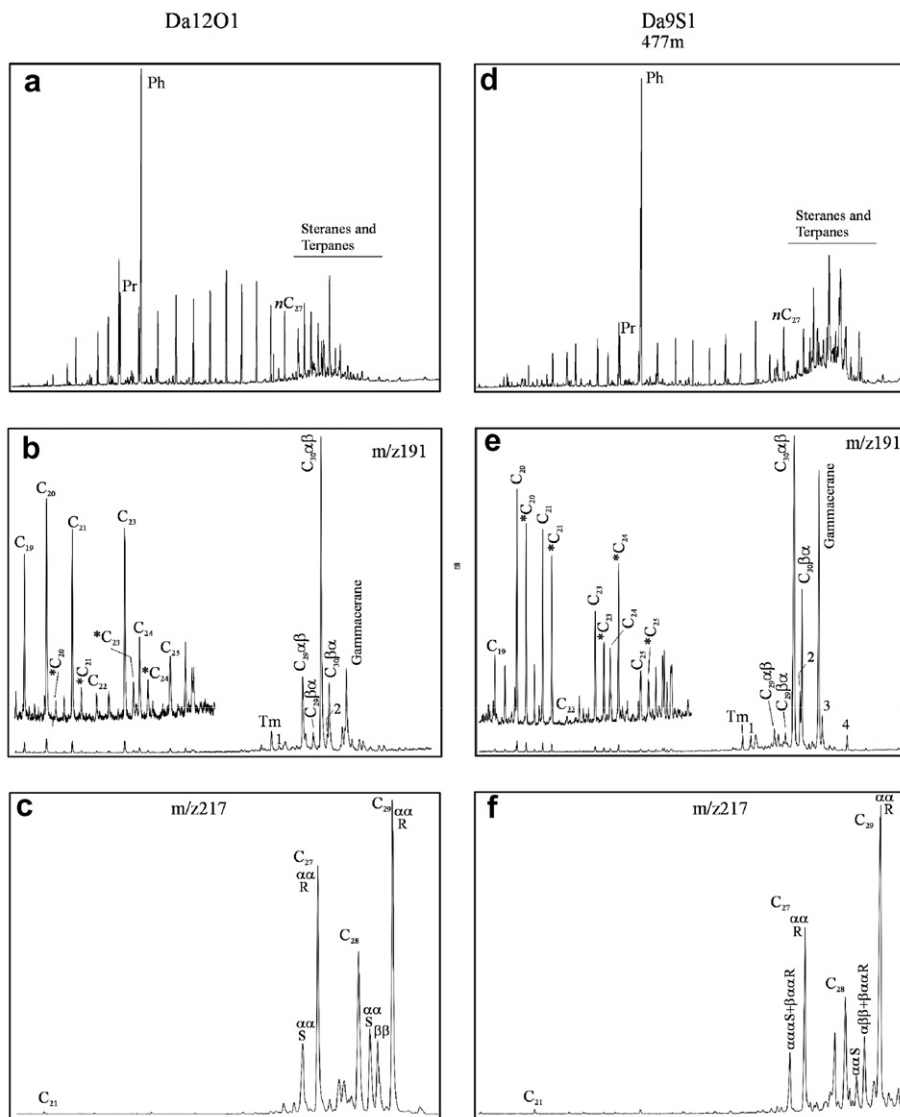 Da12O1
Da9S1
477m
a
Ph
Steranes and
Terpanes
Pr
nC₂₇
d
Ph
Steranes and
Terpanes
Pr
nC₂₇
b
m/z191
C₁₉
C₂₀
*C₂₀
C₂₁
*C₂₁
C₂₂
C₂₃
*C₂₃
C₂₄
*C₂₄
C₂₅
Tm
1
C₂₉αβ
C₂₉βα
C₃₀αβ
C₃₀βα
2
Gammacerane
e
m/z191
C₁₉
C₂₀
*C₂₀
C₂₁
*C₂₁
C₂₂
C₂₃
*C₂₃
C₂₄
*C₂₄
C₂₅
*C₂₅
Tm
1
C₂₉αβ
C₂₉βα
C₃₀αβ
C₃₀βα
2
Gammacerane
3
4
c
m/z217
C₂₁
αα
S
C₂₇
αα
R
C₂₈
αα
S
ββ
C₂₉
αα
R
f
m/z217
C₂₁
αααS+βααR
C₂₇
αα
R
C₂₈
ααS
αββ+βααR
C₂₉
αα
R